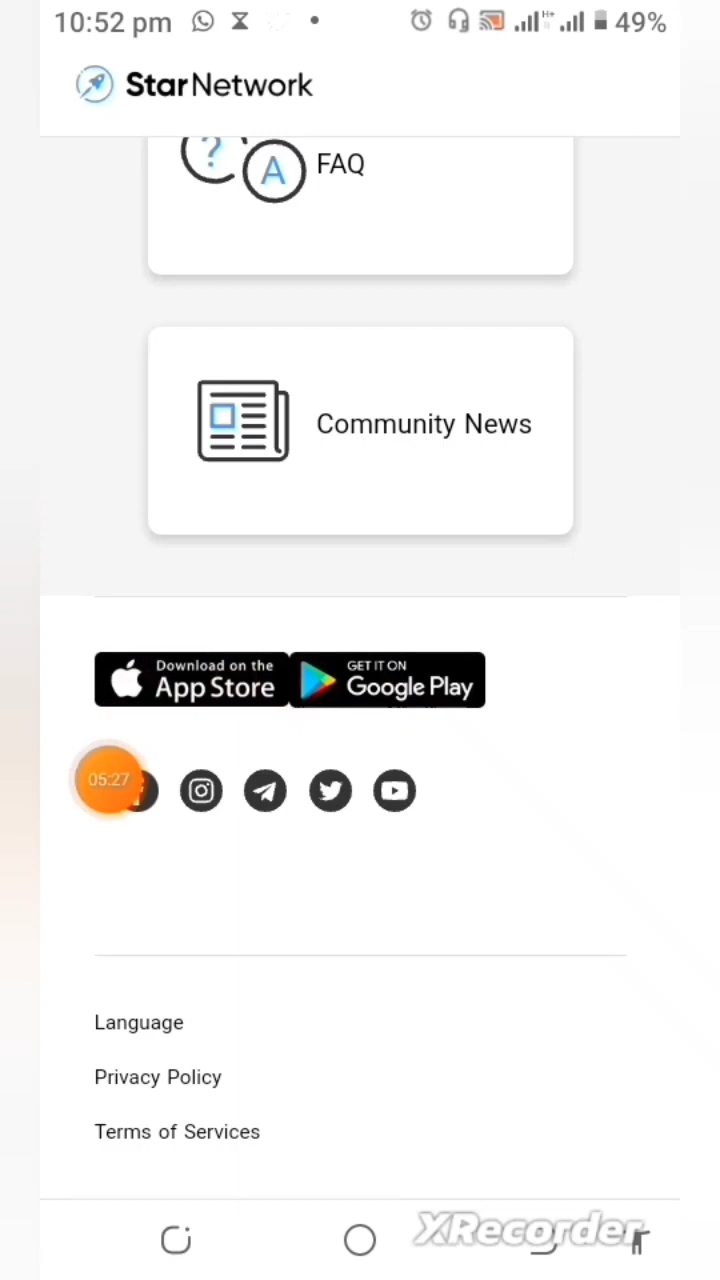 10:52 pm
H+
49%
StarNetwork
?
A
FAQ
Community News
Download on the
App Store
GET IT ON
Google Play
05:27
Language
Privacy Policy
Terms of Services
XRecorder